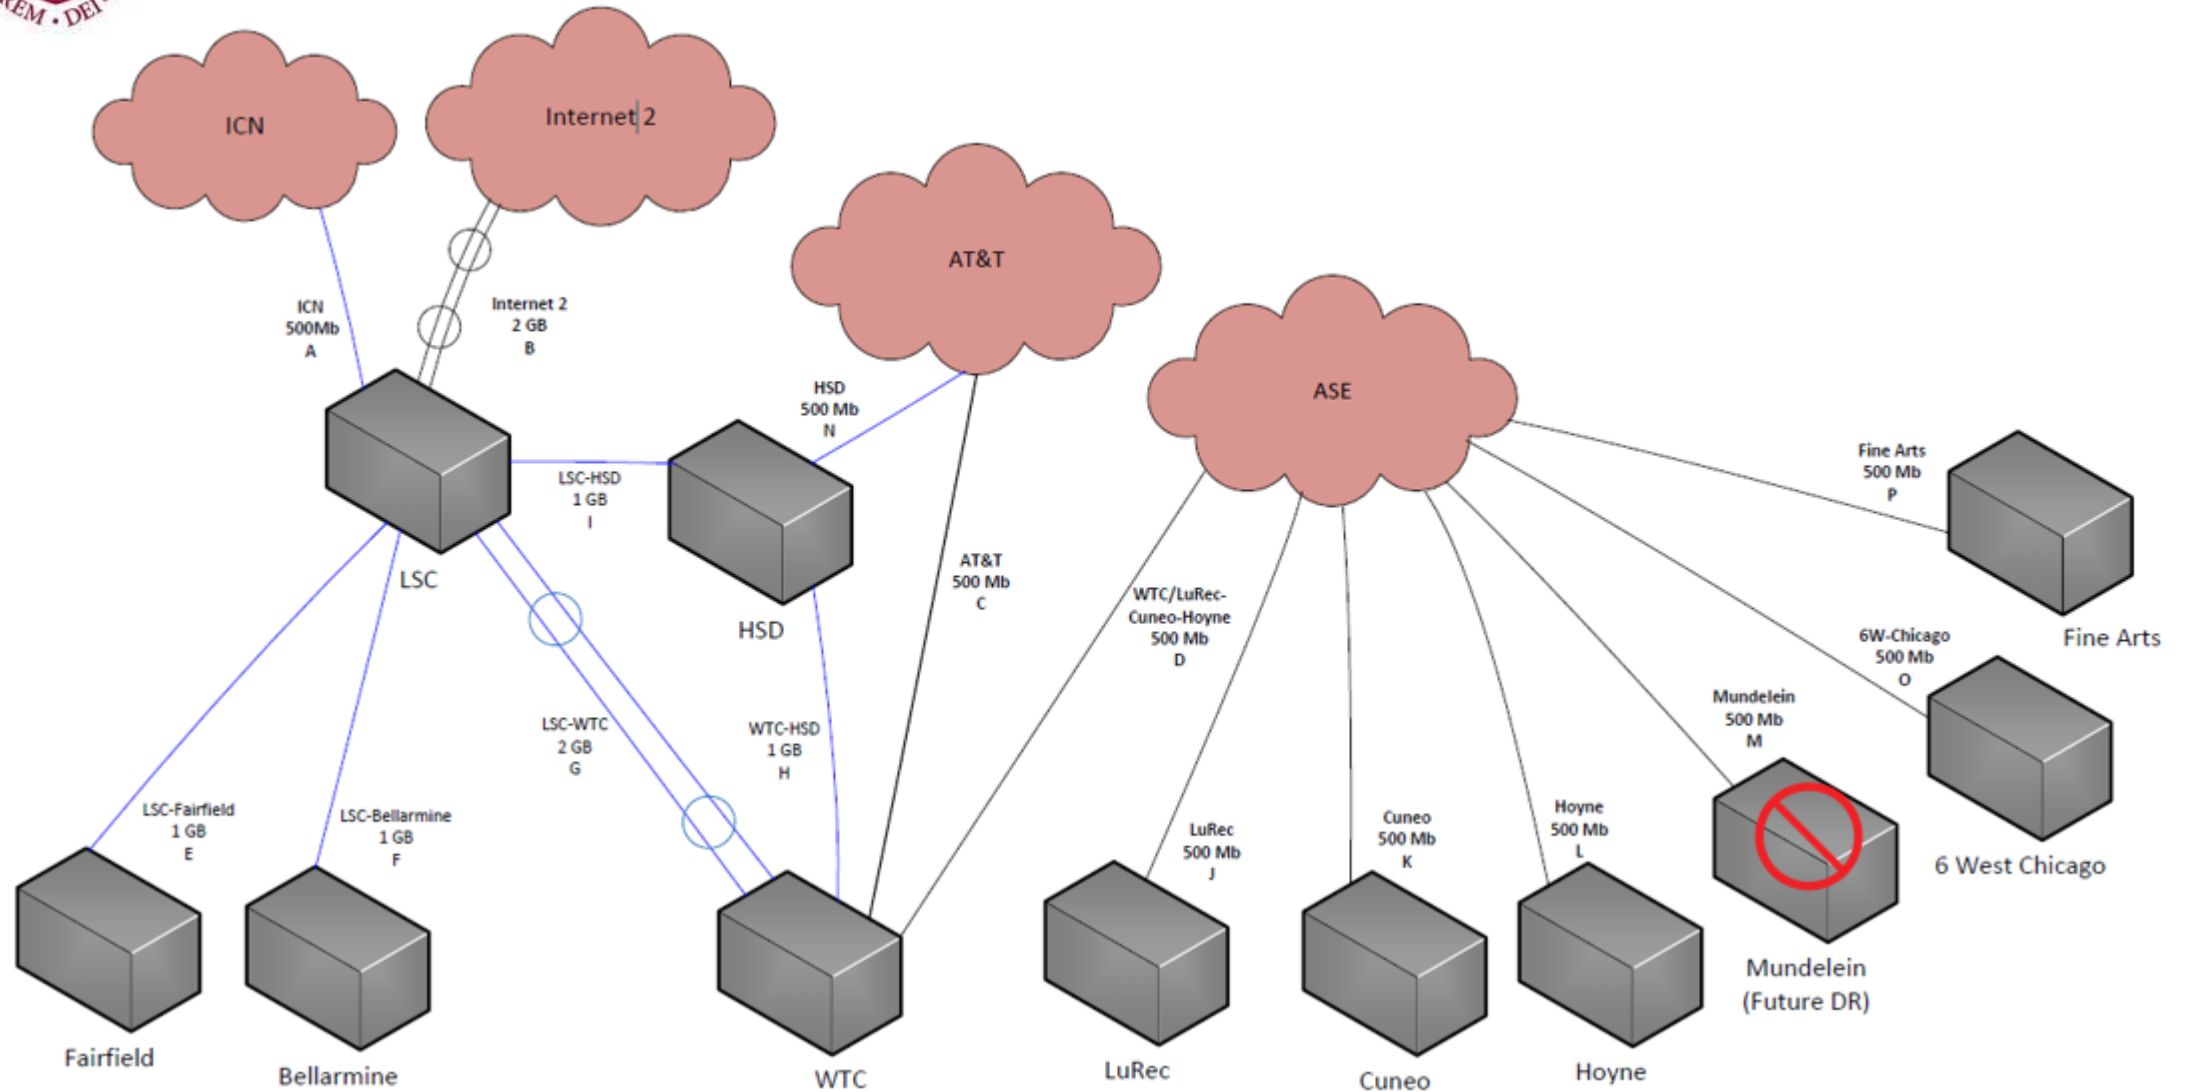 ICN
Internet 2
AT&T
ASE
ICN
500Mb
A
Internet 2
2 GB
B
HSD
500 Mb
N
LSC-HSD
1 GB
I
LSC
HSD
AT&T
500 Mb
C
WTC/LuRec-
Cuneo-Hoyne
500 Mb
D
Fine Arts
500 Mb
P
Fine Arts
6W-Chicago
500 Mb
O
6 West Chicago
Mundelein
500 Mb
M
Mundelein
(Future DR)
LSC-WTC
2 GB
G
WTC-HSD
1 GB
H
LSC-Fairfield
1 GB
E
LSC-Bellarmine
1 GB
F
LuRec
500 Mb
J
Cuneo
500 Mb
K
Hoyne
500 Mb
L
Fairfield
Bellarmine
WTC
LuRec
Cuneo
Hoyne